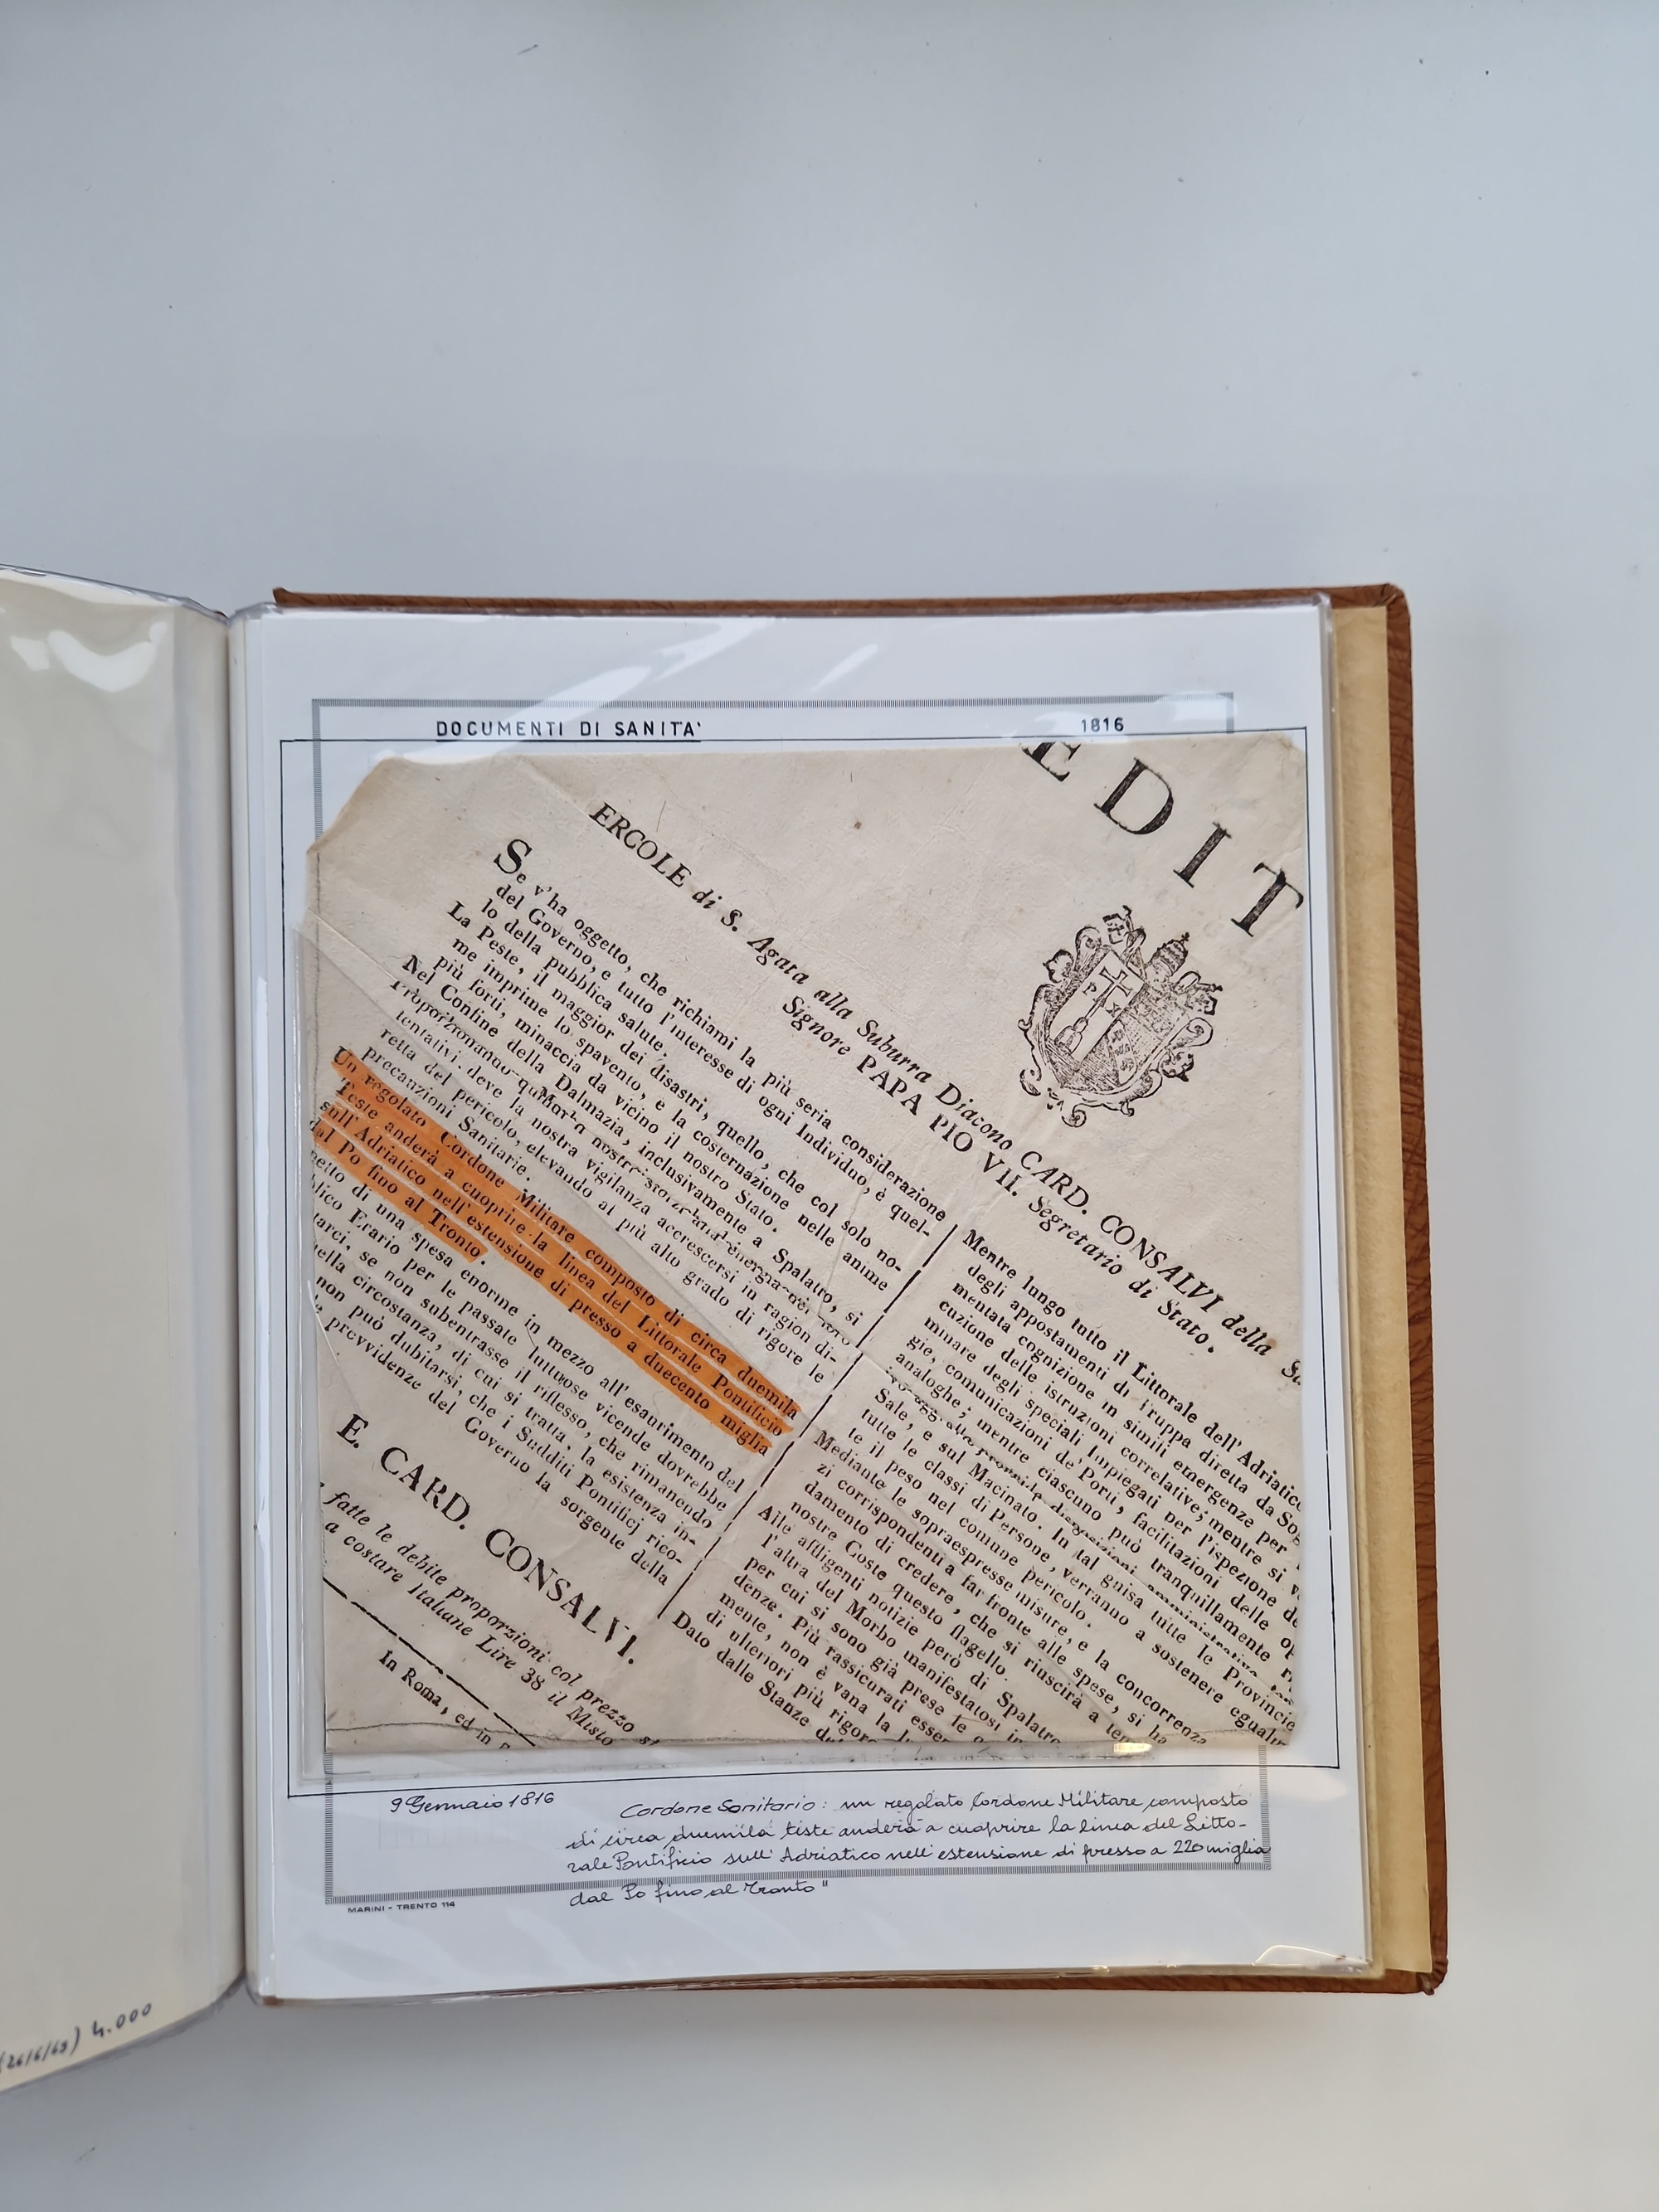 DOCUMENTI DI SANITA' 1816
EDIT
ERCOLE di S. Agata alla Suburra Diacono CARD. CONSALVI della
Signore PAPA PIO VII. Segretario di Stato.
Se v'ha oggetto, che richiami la più seria considerazione
del Governo, e tutto l'interesse di ogni Individuo, è quel-
lo della pubblica salute.
La Peste, il maggior dei disastri, quello, che col solo no-
me imprime lo spavento, e la costernazione nelle anime
più forti, minaccia da vicino il nostro Stato.
Nel Confine della Dalmazia, inclusivamente a Spalatro, si
tentativi, deve la nostra vigilanza accrescersi in ragion di-
retta del pericolo, elevando al più alto grado di rigore le
precauzioni Sanitarie.
Un regolato Cordone Militare composto di circa duemila
Teste anderà a cuoprire la linea del Littorale Pontificio
sull'Adriatico nell'estensione di presso a duecento miglia
dal Po fino al Tronto.
di una spesa enorme in mezzo all'esaurimento del
Erario per le passate luttuose vicende dovrebbe
se non subentrasse il riflesso, che rimanendo
circostanza, di cui si tratta, la esistenza in-
non può dubitarsi, che i Sudditi Pontificj rico-
provvidenze del Governo la sorgente della
E. CARD. CONSALVI.
fatte le debite proporzioni col prezzo
a costare Italiane Lire 38 il Misto
In Roma, ed in
Mentre lungo tutto il Littorale dell'Adriatico
degli appostamenti di Truppa diretta da
mentata cognizione in simili emergenze per
cuzione delle istruzioni correlative; mentre si
minare degli speciali Impiegati per l'ispezione
gie, comunicazioni de' Porti, facilitazioni delle
analoghe; mentre ciascuno può tranquillamente
Sale, e sul Macinato. In tal guisa tutte le Provincie
tutte le classi di Persone, verranno a sostenere
te il peso nel comune pericolo.
Mediante le sopraespresse misure, e la concorrenza
zi corrispondenti a far fronte alle spese, si ha
damento di credere, che si riuscirà a
nostre Coste questo flagello.
Alle affligenti notizie però di Spalatro
l'altra del Morbo manifestatosi in
per cui si sono già prese le
denze. Più rassicurati
mente, non è vana la
di ulteriori più
Dato dalle Stanze
9 Gennaio 1816
Cordone Sanitario: un regolato Cordone Militare composto
di circa duemila tiste anderà a cuoprire la linea del Litto-
rale Pontificio sull'Adriatico nell'estensione di presso a 220 miglia
dal Po fino al Tronto"
MARINI - TRENTO 114
(26/6/69) 4.000